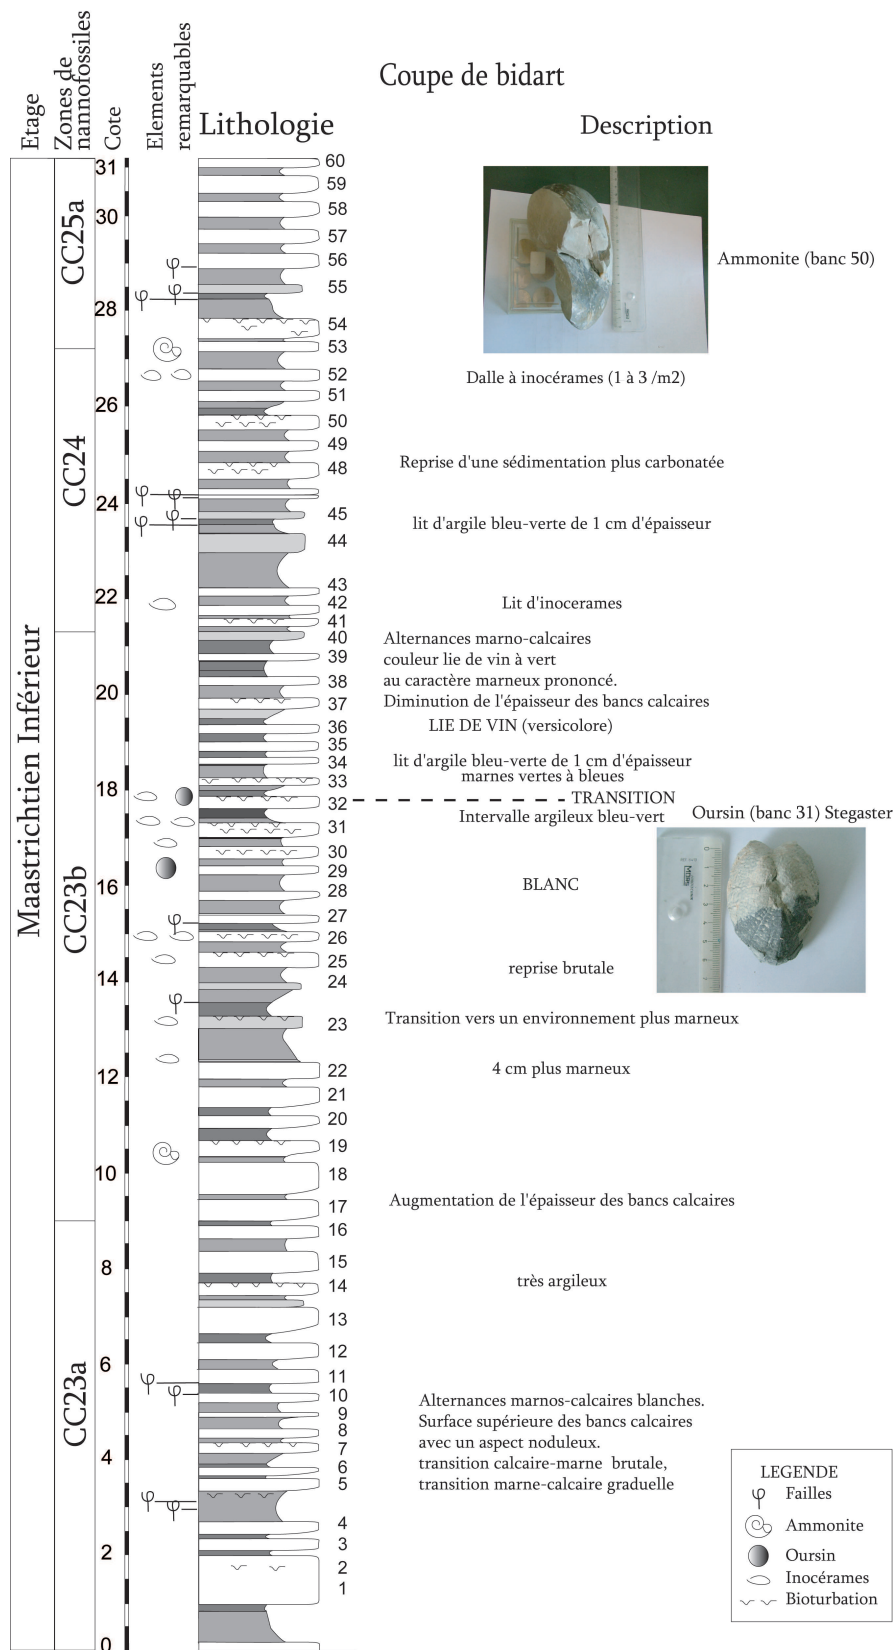 Coupe de bidart
Etage
Zones de
nannofossiles
Cote
Elements
remarquables
Lithologie
Description
Maastrichtien Inférieur
CC25a
CC24
CC23b
CC23a
31
30
28
26
24
22
20
18
16
14
12
10
8
6
4
2
0
60
59
58
57
56
55
54
53
52
51
50
49
48
45
44
43
42
41
40
39
38
37
36
35
34
33
32
31
30
29
28
27
26
25
24
23
22
21
20
19
18
17
16
15
14
13
12
11
10
9
8
7
6
5
4
3
2
1
φ
φ
φ
φ
φ
φ
φ
φ
φ
φ
φ
φ
φ
Ammonite (banc 50)
Dalle à inocérames (1 à 3 /m2)
Reprise d'une sédimentation plus carbonatée
lit d'argile bleu-verte de 1 cm d'épaisseur
Lit d'inocerames
Alternances marno-calcaires
couleur lie de vin à vert
au caractère marneux prononcé.
Diminution de l'épaisseur des bancs calcaires
LIE DE VIN (versicolore)
lit d'argile bleu-verte de 1 cm d'épaisseur
marnes vertes à bleues
TRANSITION
Intervalle argileux bleu-vert
Oursin (banc 31) Stegaster
BLANC
reprise brutale
Transition vers un environnement plus marneux
4 cm plus marneux
Augmentation de l'épaisseur des bancs calcaires
très argileux
Alternances marnos-calcaires blanches.
Surface supérieure des bancs calcaires
avec un aspect noduleux.
transition calcaire-marne brutale,
transition marne-calcaire graduelle
LEGENDE
φ Failles
Ammonite
Oursin
Inocérames
Bioturbation